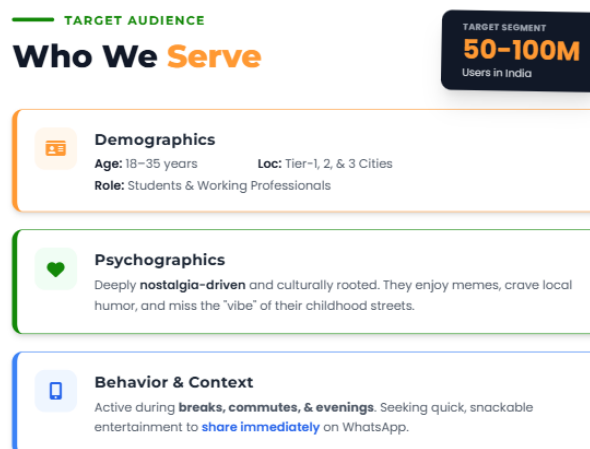 TARGET AUDIENCE
Who We Serve
TARGET SEGMENT
50-100M
Users in India
Demographics
Age: 18–35 years Loc: Tier-1, 2, & 3 Cities
Role: Students & Working Professionals
Psychographics
Deeply nostalgia-driven and culturally rooted. They enjoy memes, crave local
humor, and miss the "vibe" of their childhood streets.
Behavior & Context
Active during breaks, commutes, & evenings. Seeking quick, snackable
entertainment to share immediately on WhatsApp.